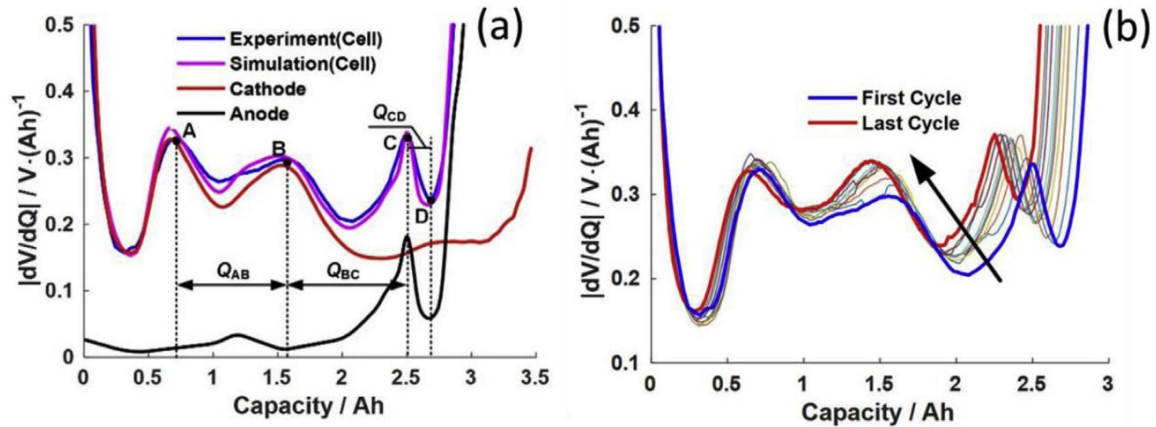 (a)
Experiment(Cell)
Simulation(Cell)
Cathode
Anode
|dV/dQ| / V·(Ah)⁻¹
0.5
0.4
0.3
0.2
0.1
0
A
B
C
D
Q_CD
Q_AB
Q_BC
0 0.5 1 1.5 2 2.5 3 3.5
Capacity / Ah
(b)
First Cycle
Last Cycle
|dV/dQ| / V·(Ah)⁻¹
0.5
0.4
0.3
0.2
0.1
0 0.5 1 1.5 2 2.5 3
Capacity / Ah